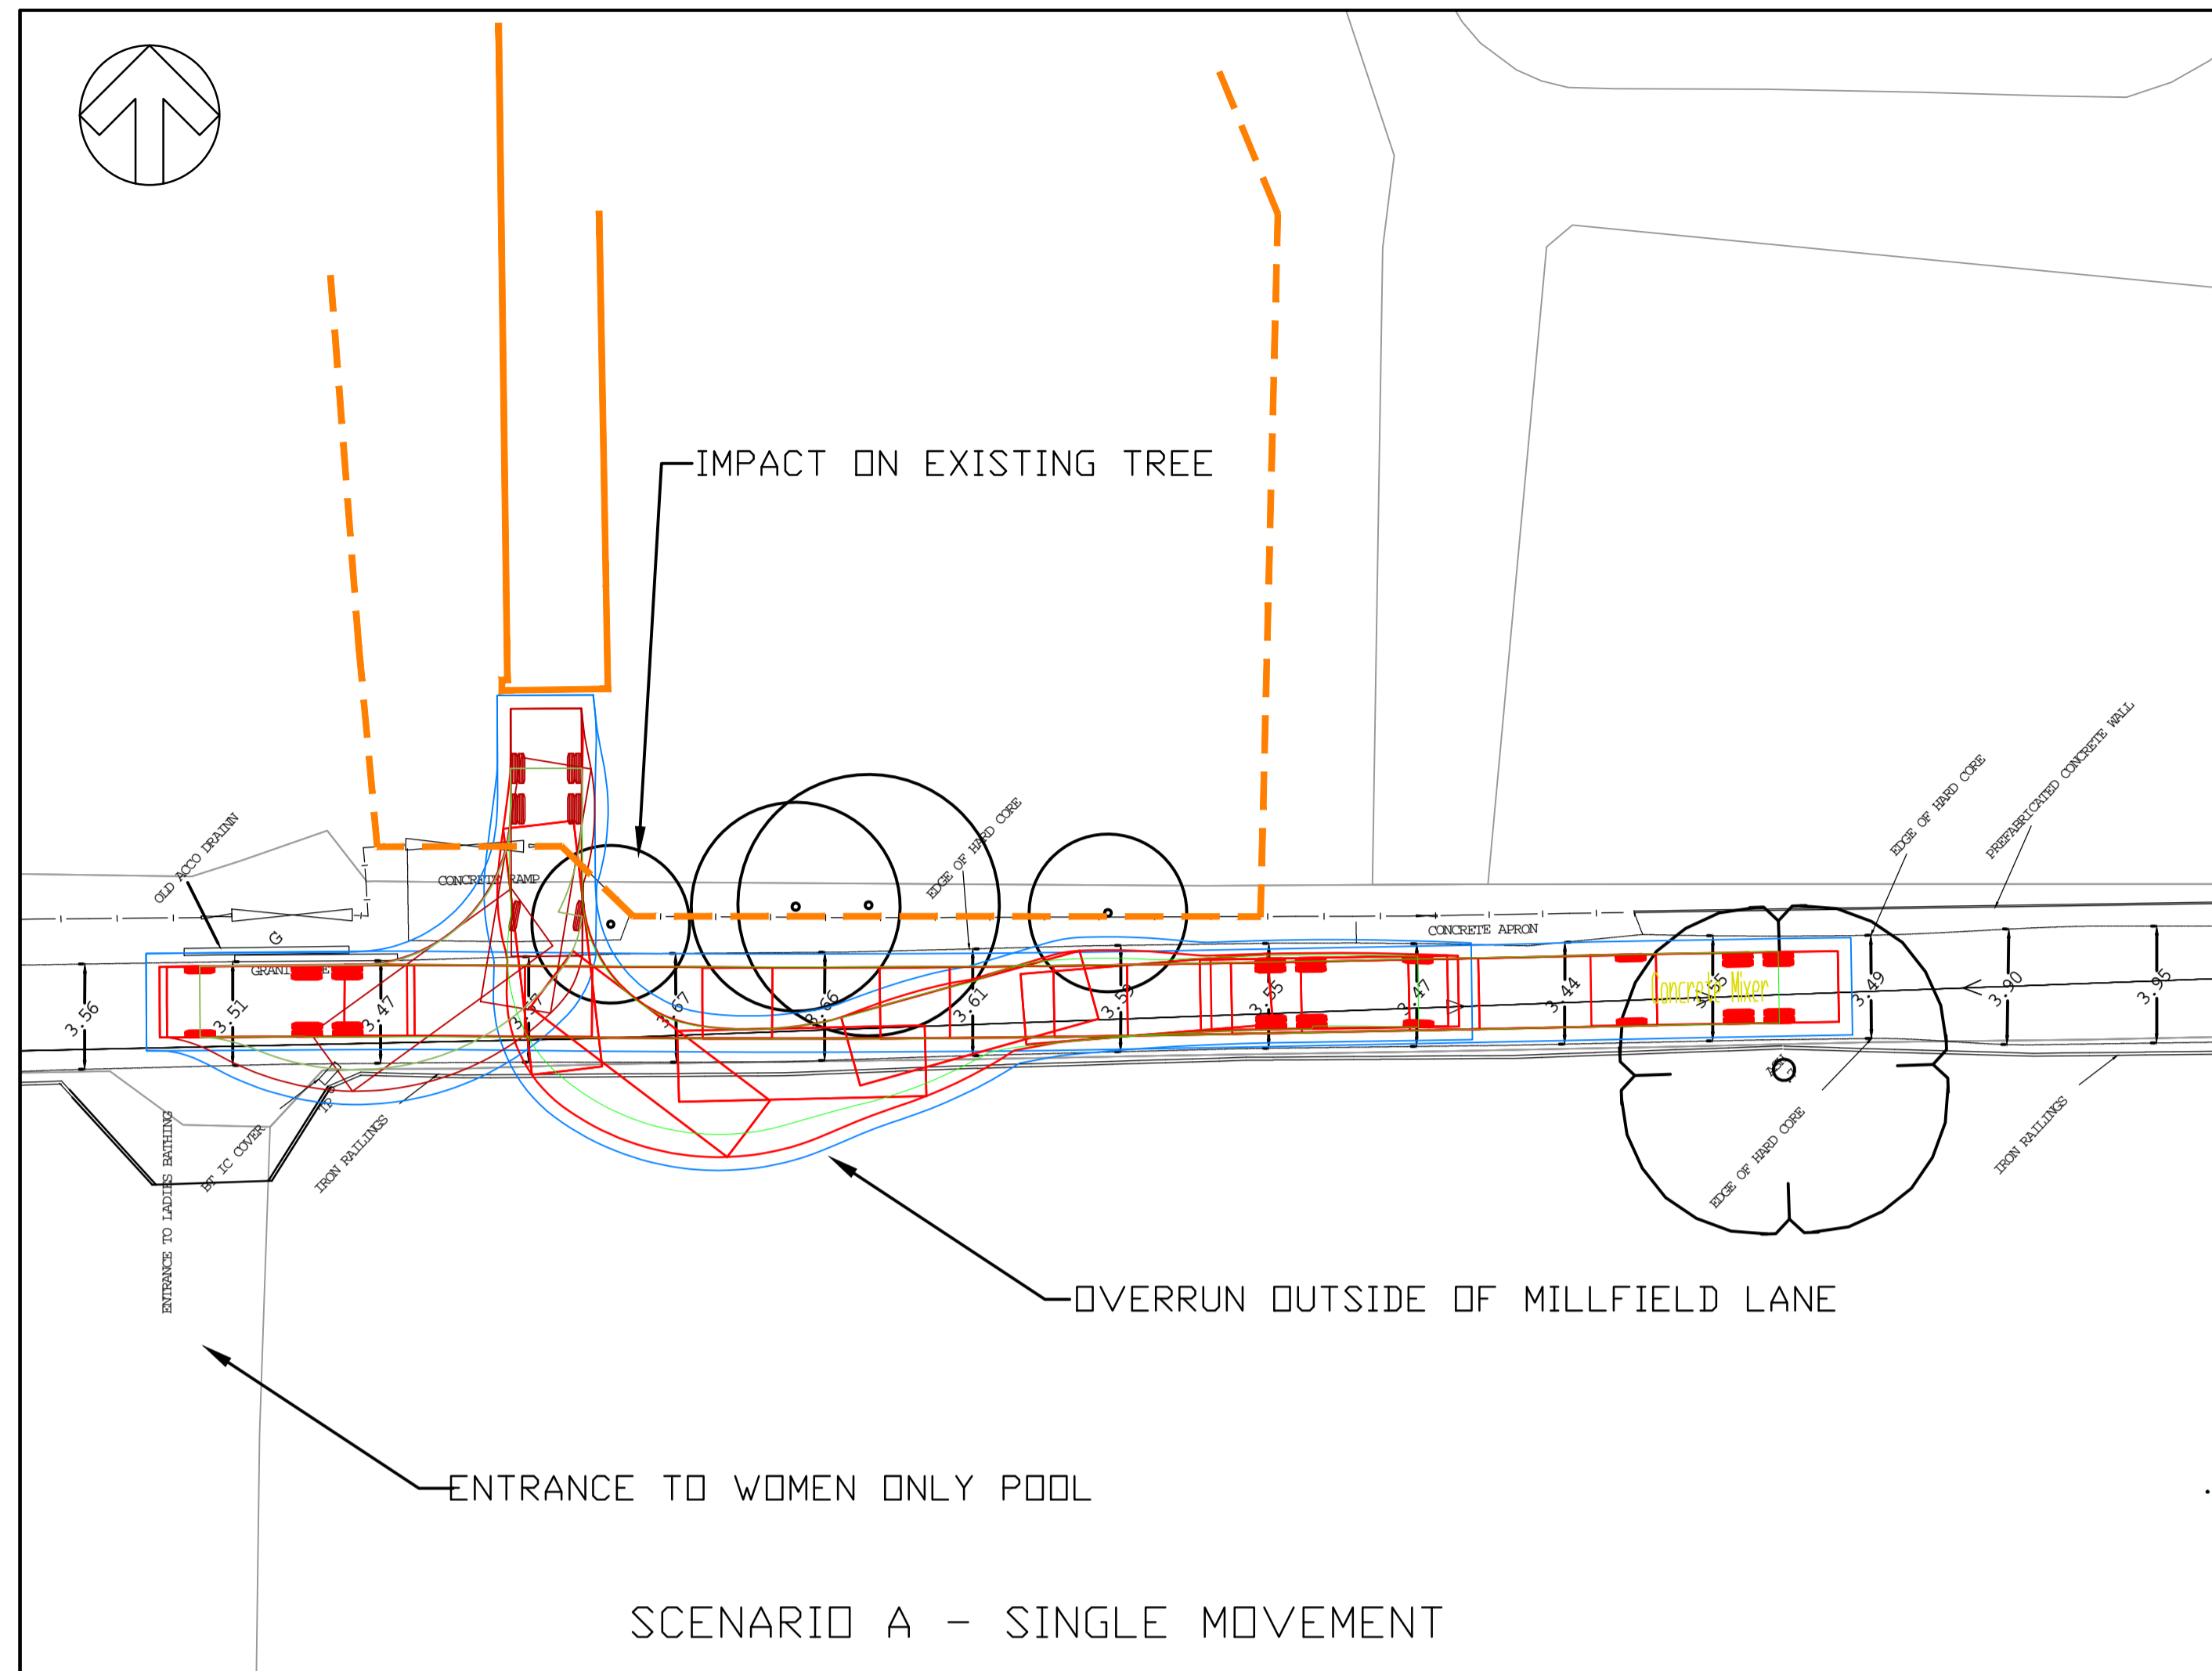 IMPACT ON EXISTING TREE
PREFABRICATED CONCRETE WALL
EDGE OF HARD CORE
EDGE OF HARD CORE
OLD ACCO DRAINN
CONCRETE RAMP
CONCRETE APRON
G
Concrete Mixer
3.56
3.51
3.47
3.67
3.66
3.61
3.59
3.55
3.47
3.44
3.55
3.49
3.90
3.95
BT IC COVER
IRON RAILINGS
ENTRANCE TO LADIES BATHING
EDGE OF HARD CORE
IRON RAILINGS
OVERRUN OUTSIDE OF MILLFIELD LANE
ENTRANCE TO WOMEN ONLY POOL
SCENARIO A - SINGLE MOVEMENT